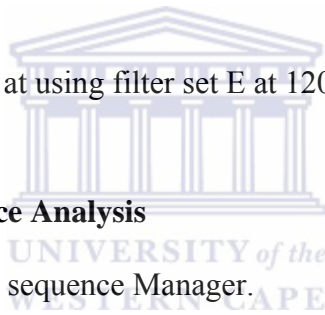 at using filter set E at 120
ce Analysis
UNIVERSITY of the
sequence Manager.
WESTERN CAPE